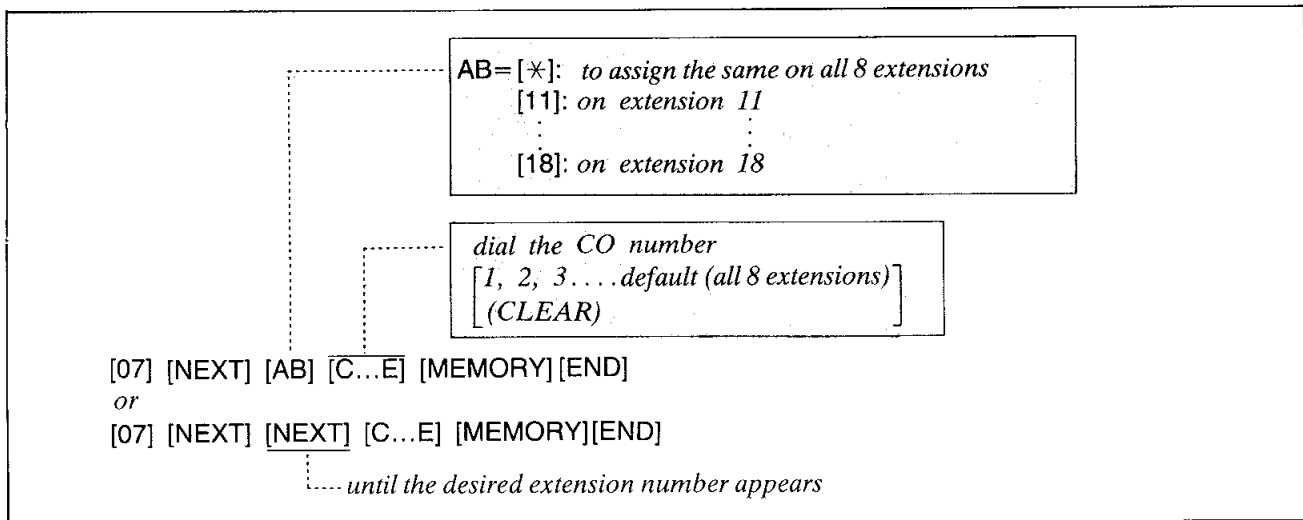 AB=[✳]: to assign the same on all 8 extensions
[11]: on extension 11
[18]: on extension 18
dial the CO number
[1, 2, 3....default (all 8 extensions)
(CLEAR)]
[07] [NEXT] [AB] [C...E] [MEMORY][END]
or
[07] [NEXT] [NEXT] [C...E] [MEMORY][END]
until the desired extension number appears